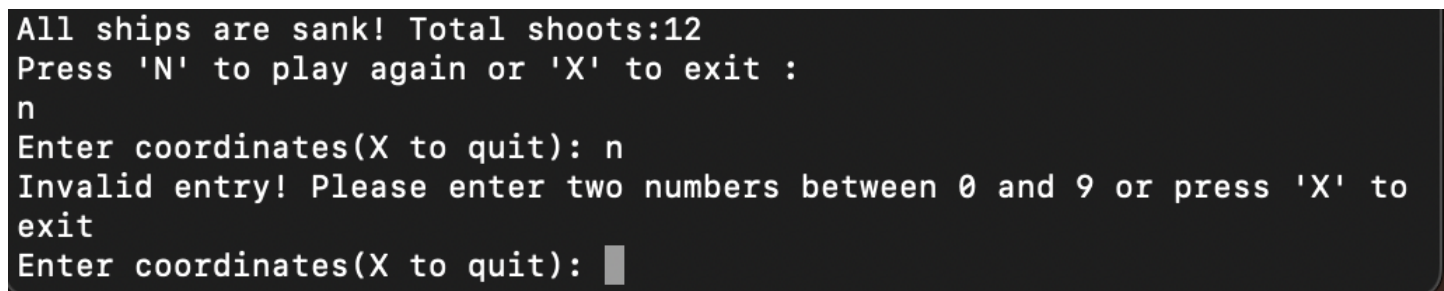 All ships are sank! Total shoots:12
Press 'N' to play again or 'X' to exit :
n
Enter coordinates(X to quit): n
Invalid entry! Please enter two numbers between 0 and 9 or press 'X' to
exit
Enter coordinates(X to quit):